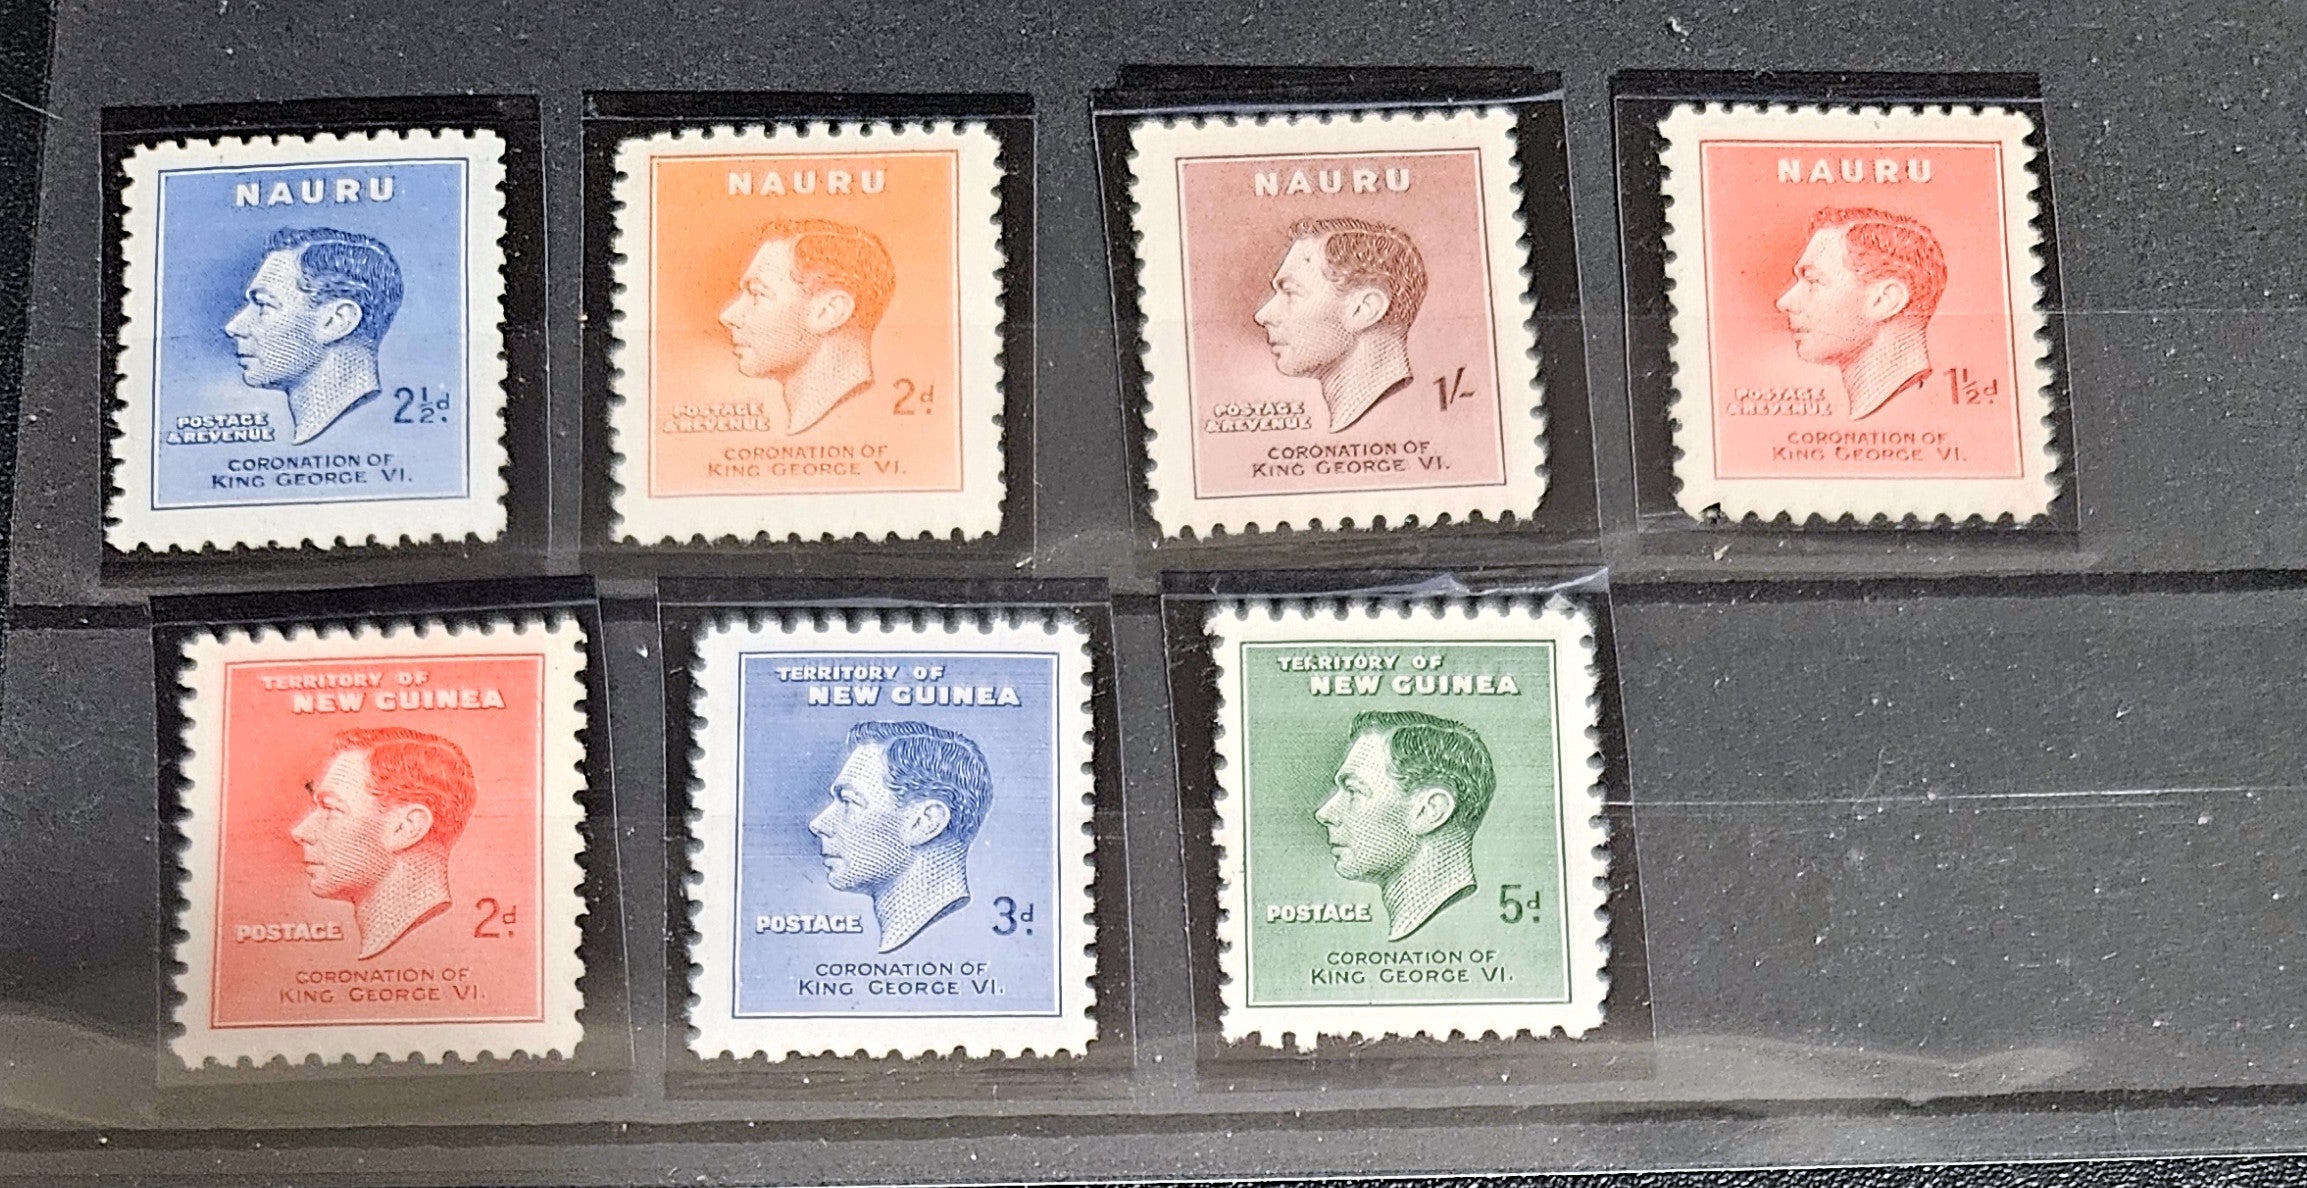 NAURU
POSTAGE
& REVENUE
2½d.
CORONATION OF
KING GEORGE VI.
NAURU
POSTAGE
& REVENUE
2d.
CORONATION OF
KING GEORGE VI.
NAURU
POSTAGE
& REVENUE
1/-
CORONATION OF
KING GEORGE VI.
NAURU
POSTAGE
& REVENUE
1½d.
CORONATION OF
KING GEORGE VI.
TERRITORY OF
NEW GUINEA
POSTAGE
2d.
CORONATION OF
KING GEORGE VI.
TERRITORY OF
NEW GUINEA
POSTAGE
3d.
CORONATION OF
KING GEORGE VI.
TERRITORY OF
NEW GUINEA
POSTAGE
5d.
CORONATION OF
KING GEORGE VI.